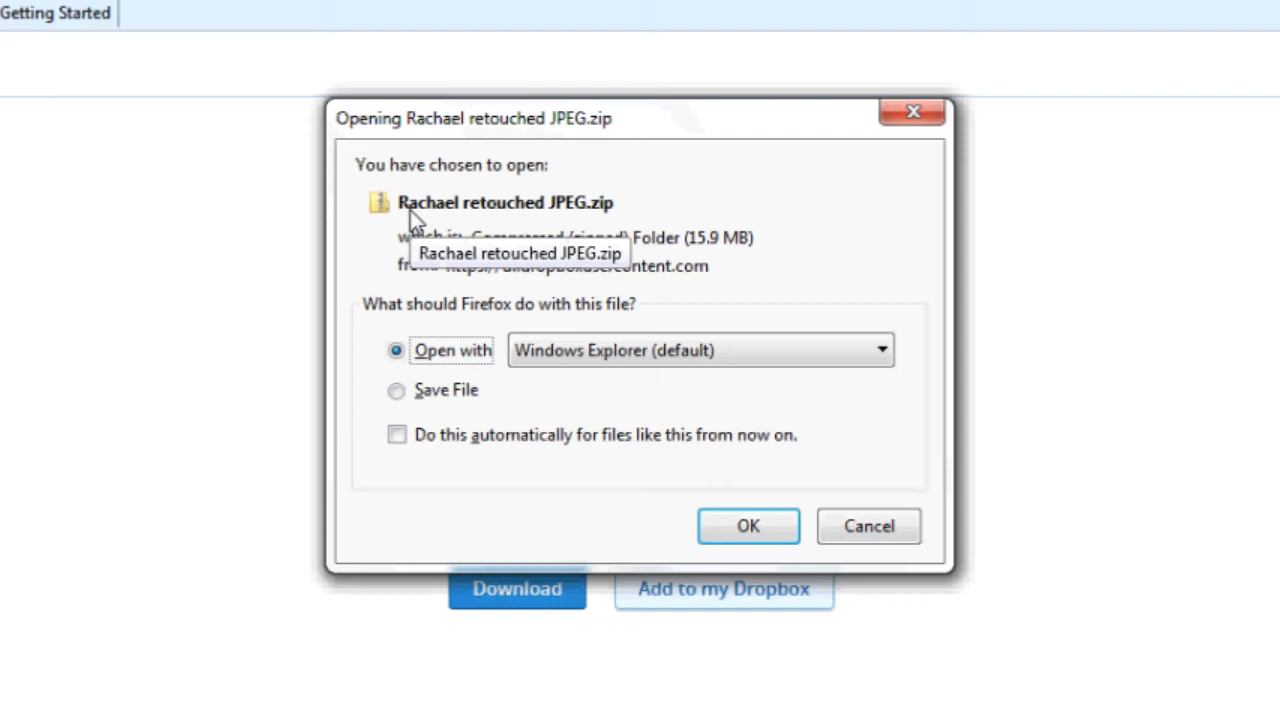 Getting Started
Opening Rachael retouched JPEG.zip
You have chosen to open:
Rachael retouched JPEG.zip
Folder (15.9 MB)
Rachael retouched JPEG.zip
What should Firefox do with this file?
Open with Windows Explorer (default)
Save File
Do this automatically for files like this from now on.
OK Cancel
Download Add to my Dropbox